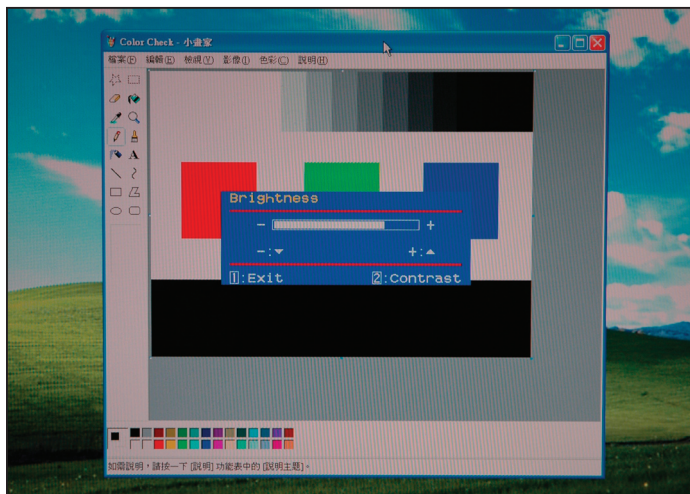 Color Check - 小畫家
檔案(F) 編輯(E) 檢視(V) 影像(I) 色彩(C) 說明(H)
A
Brightness
- +
-:▼ +:▲
1:Exit 2:Contrast
如需說明，請按一下 [說明] 功能表中的 [說明主題]。